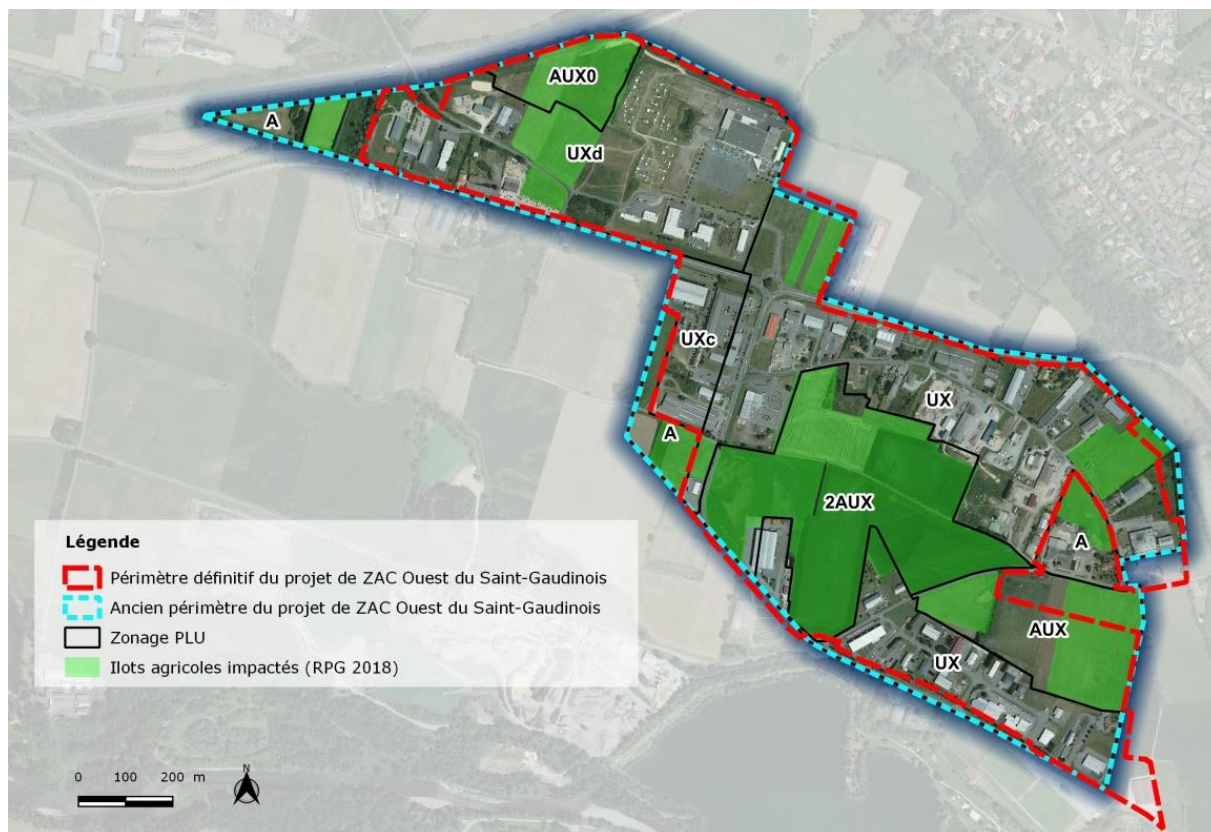 AUX0
A
UXd
UXc
UX
A
2AUX
A
AUX
UX
Légende
Périmètre définitif du projet de ZAC Ouest du Saint-Gaudinois
Ancien périmètre du projet de ZAC Ouest du Saint-Gaudinois
Zonage PLU
Ilots agricoles impactés (RPG 2018)
0 100 200 m
N